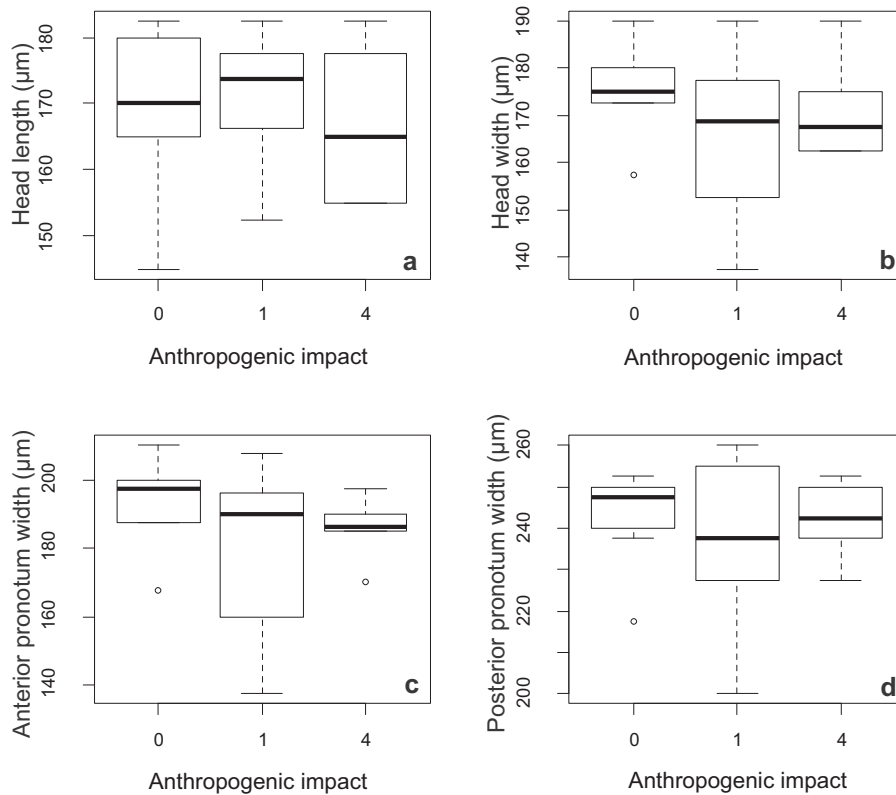 Head length (µm)
180
170
160
150
a
0 1 4
Anthropogenic impact
Head width (µm)
190
180
170
160
150
140
b
0 1 4
Anthropogenic impact
Anterior pronotum width (µm)
200
180
160
140
c
0 1 4
Anthropogenic impact
Posterior pronotum width (µm)
260
240
220
200
d
0 1 4
Anthropogenic impact